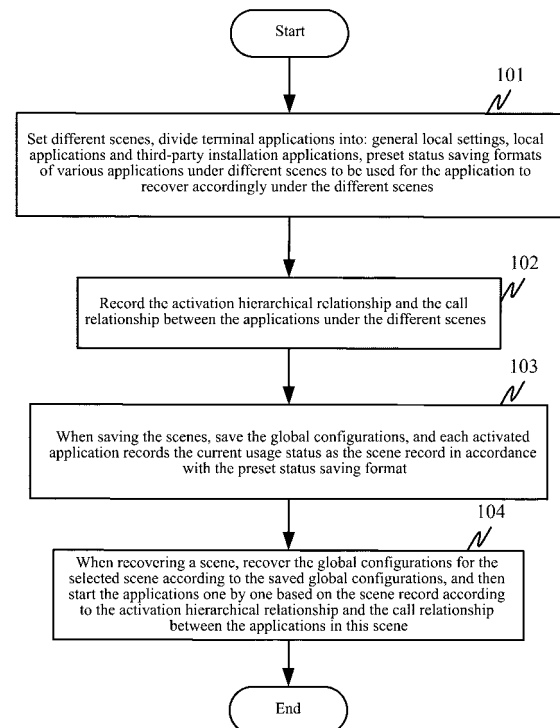 Start
101
Set different scenes, divide terminal applications into: general local settings, local
applications and third-party installation applications, preset status saving formats
of various applications under different scenes to be used for the application to
recover accordingly under the different scenes
102
Record the activation hierarchical relationship and the call
relationship between the applications under the different scenes
103
When saving the scenes, save the global configurations, and each activated
application records the current usage status as the scene record in accordance
with the preset status saving format
104
When recovering a scene, recover the global configurations for the
selected scene according to the saved global configurations, and then
start the applications one by one based on the scene record according
to the activation hierarchical relationship and the call relationship
between the applications in this scene
End